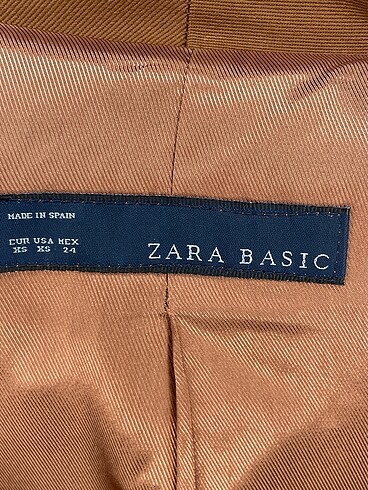 MADE IN SPAIN
EUR USA MEX
XS XS 24
ZARA BASIC